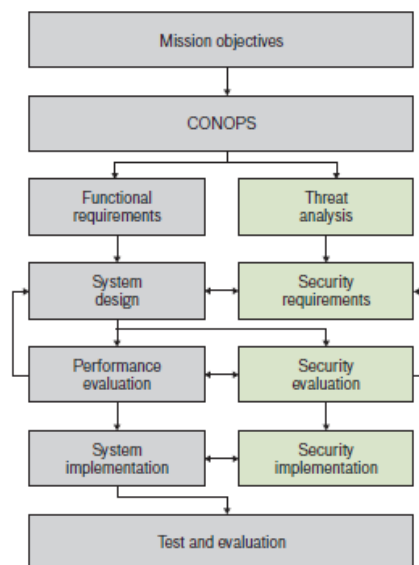 Mission objectives
CONOPS
Functional
requirements
Threat
analysis
System
design
Security
requirements
Performance
evaluation
Security
evaluation
System
implementation
Security
implementation
Test and evaluation